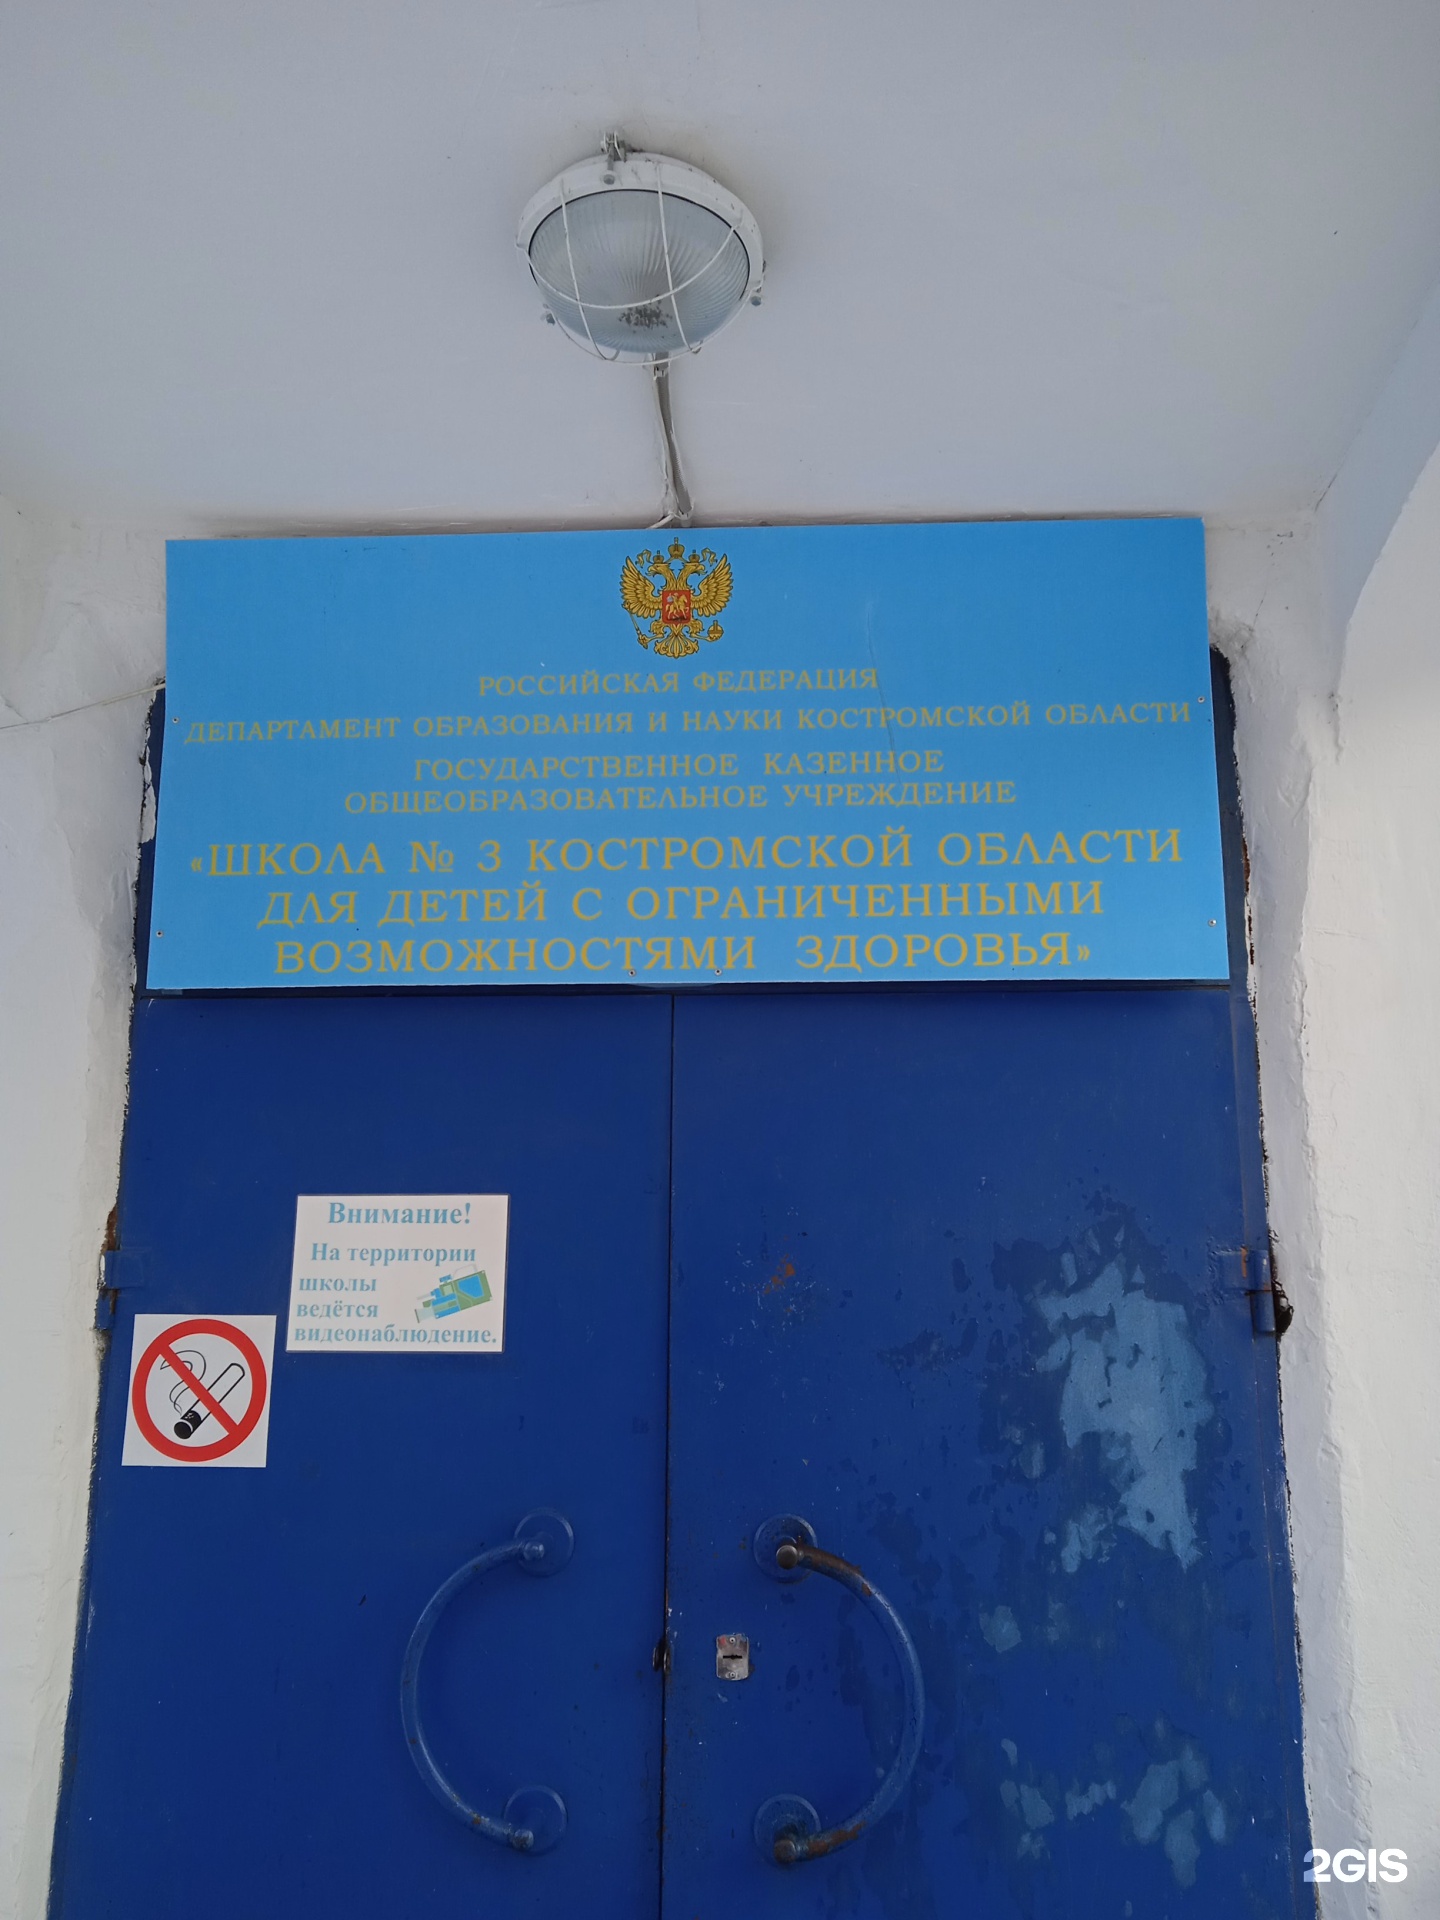 РОССИЙСКАЯ ФЕДЕРАЦИЯ
ДЕПАРТАМЕНТ ОБРАЗОВАНИЯ И НАУКИ КОСТРОМСКОЙ ОБЛАСТИ
ГОСУДАРСТВЕННОЕ КАЗЕННОЕ
ОБЩЕОБРАЗОВАТЕЛЬНОЕ УЧРЕЖДЕНИЕ
«ШКОЛА № 3 КОСТРОМСКОЙ ОБЛАСТИ
ДЛЯ ДЕТЕЙ С ОГРАНИЧЕННЫМИ
ВОЗМОЖНОСТЯМИ ЗДОРОВЬЯ»
Внимание!
На территории
школы
ведётся
видеонаблюдение.
2GIS